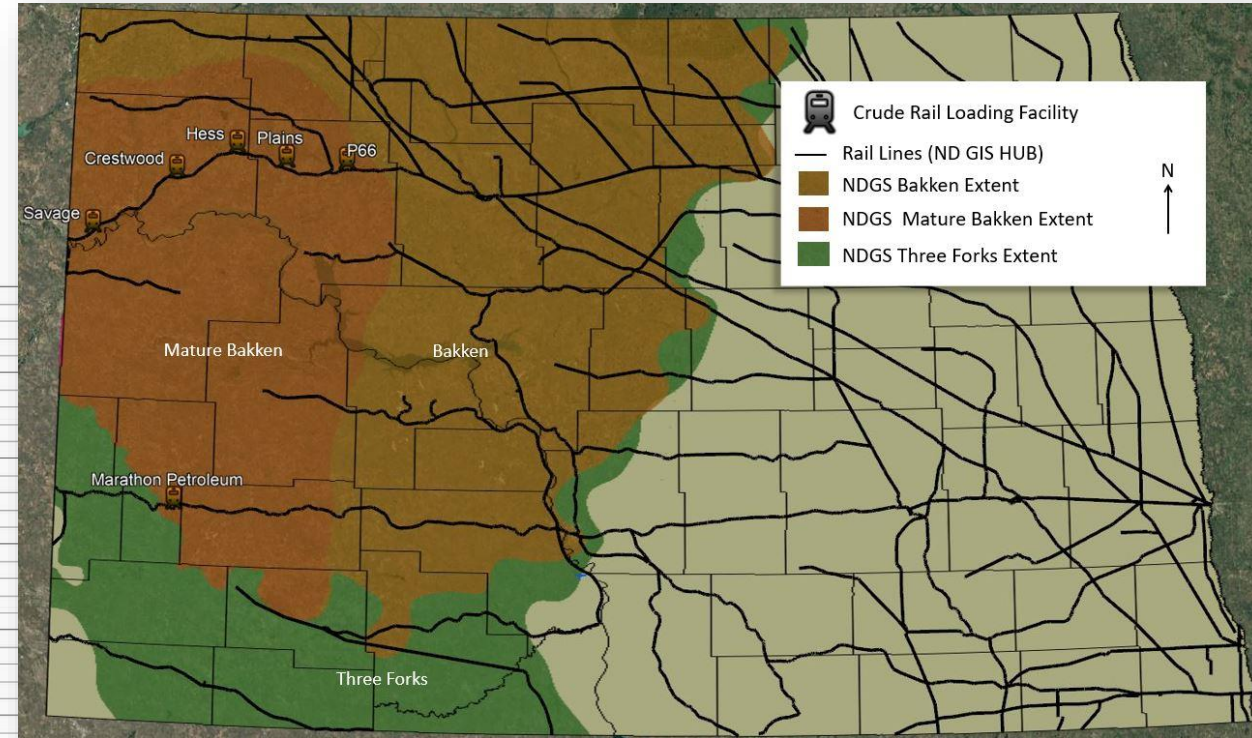 Crude Rail Loading Facility
Rail Lines (ND GIS HUB)
NDGS Bakken Extent
NDGS Mature Bakken Extent
NDGS Three Forks Extent
N
Hess
Plains
P66
Crestwood
Savage
Mature Bakken
Bakken
Marathon Petroleum
Three Forks